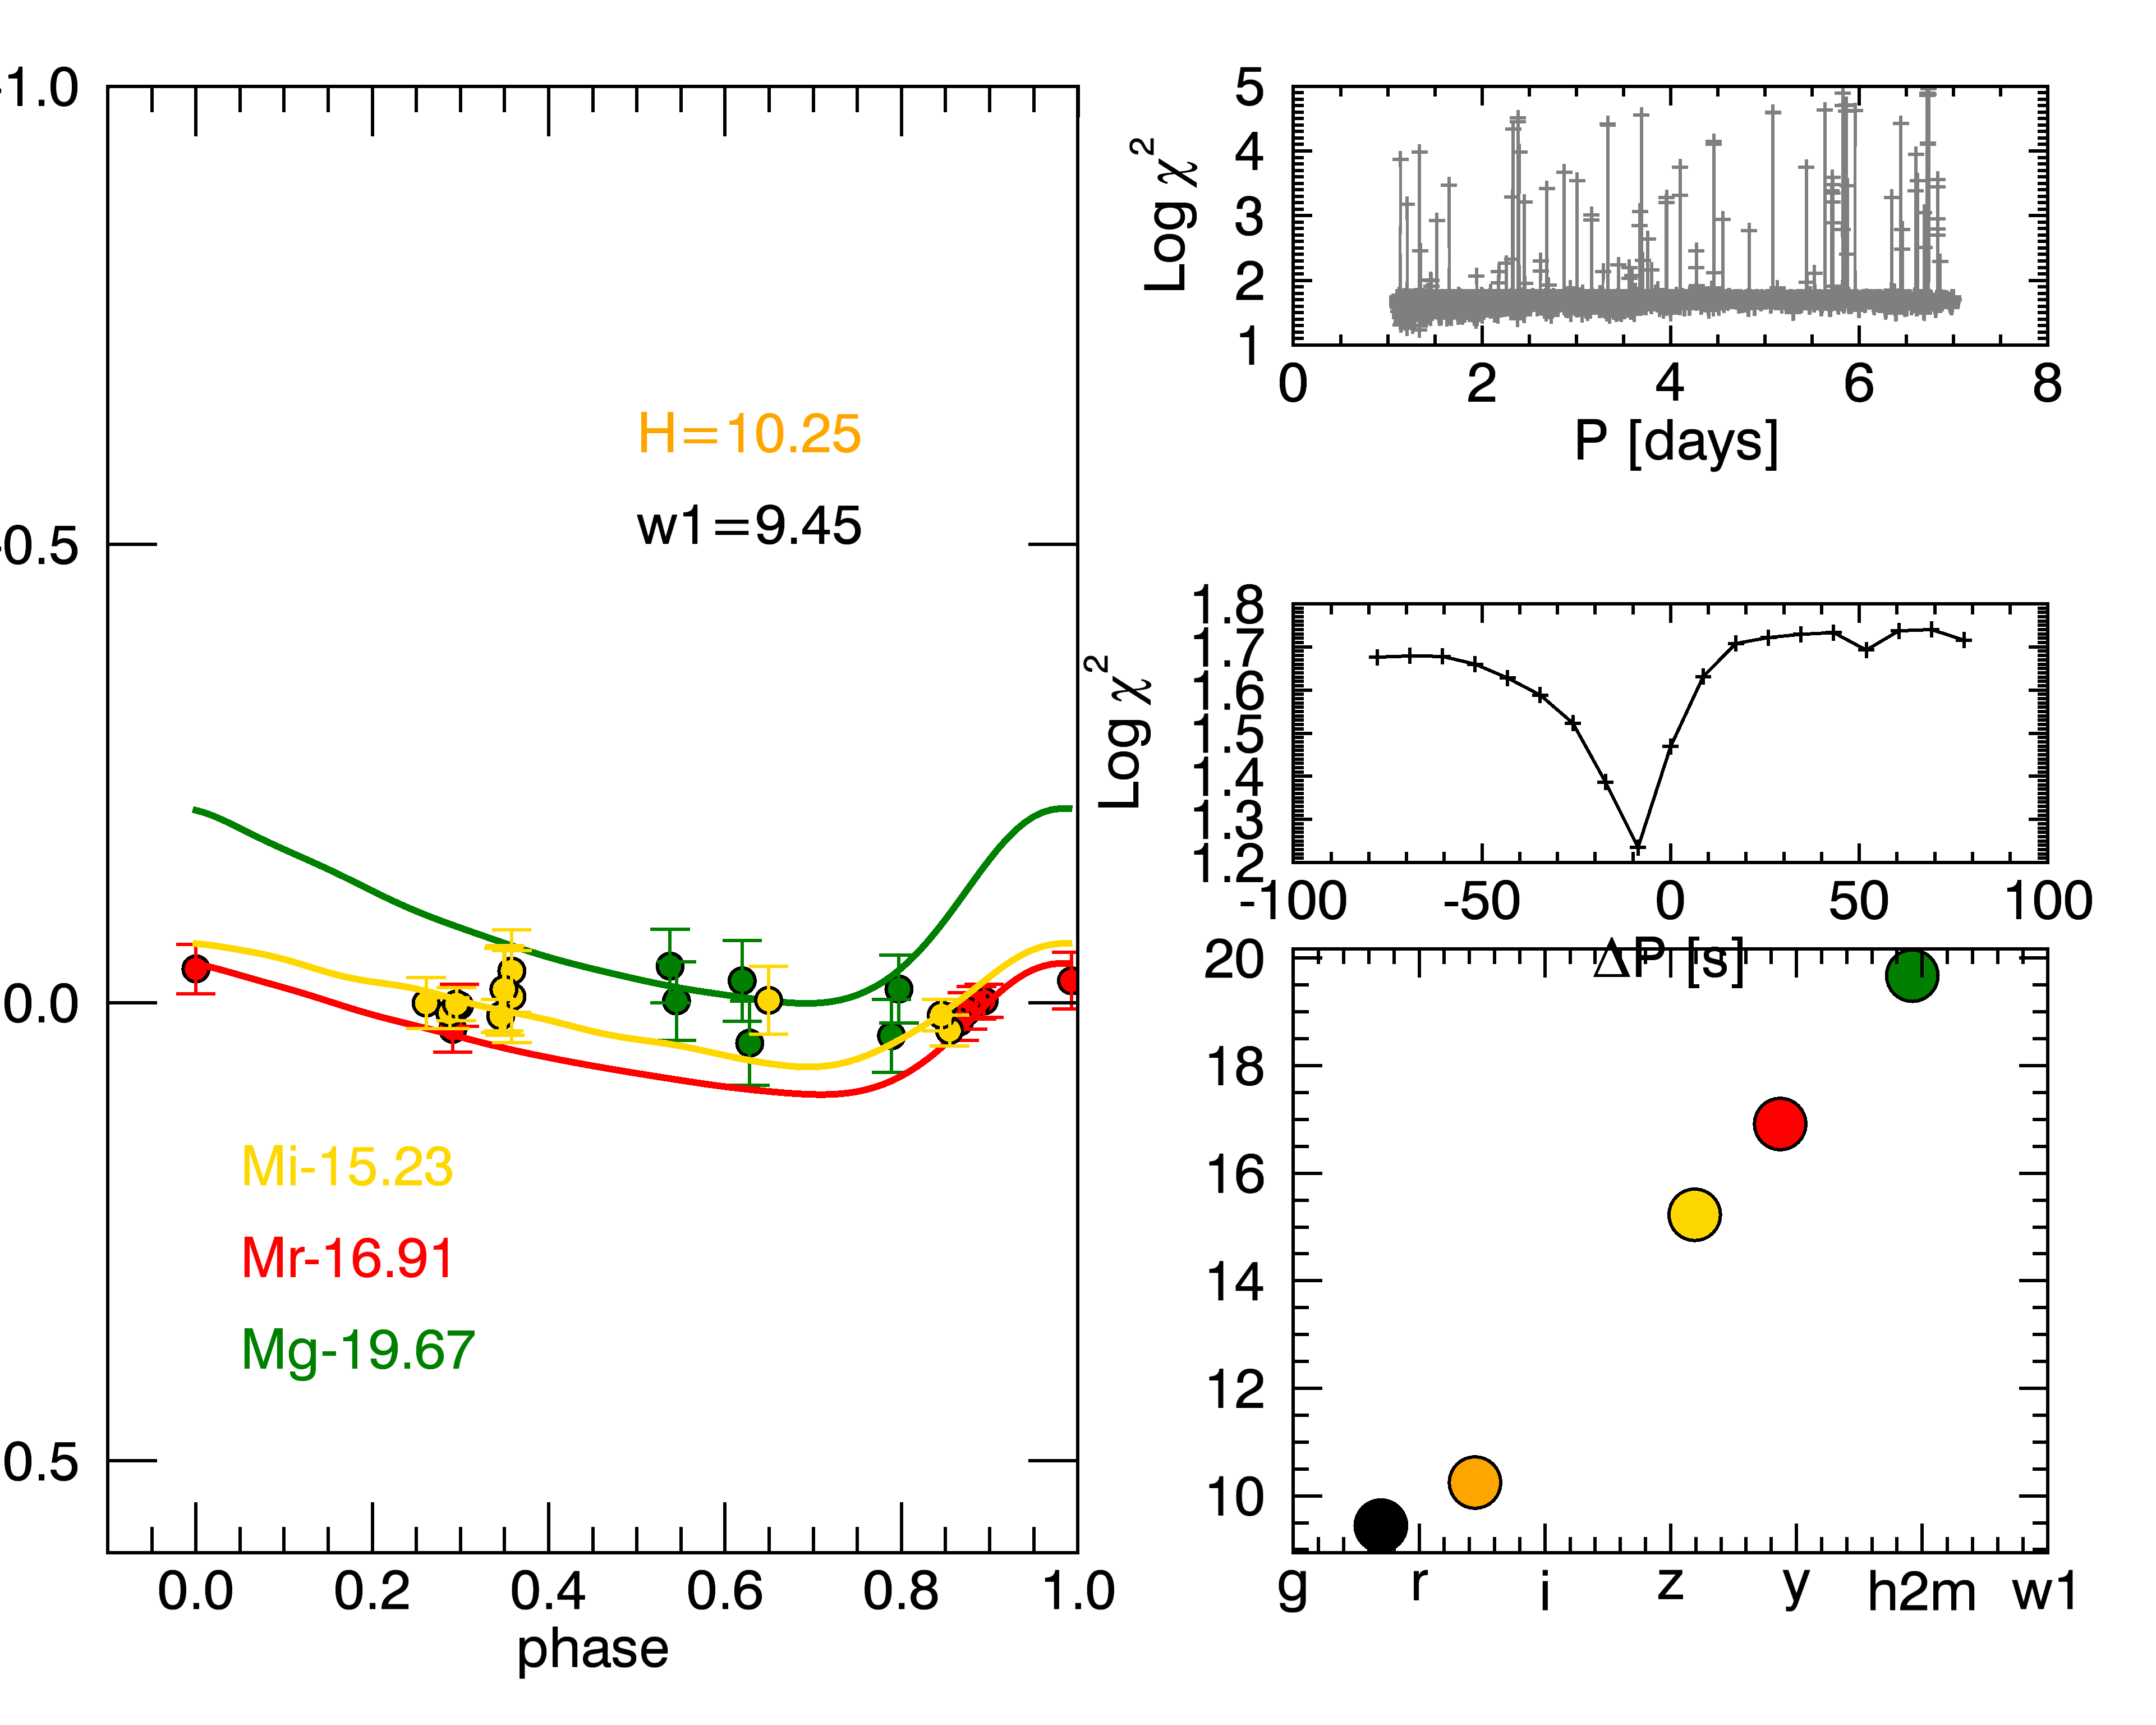 -1.0
-0.5
0.0
0.5
0.0 0.2 0.4 0.6 0.8 1.0
phase
H=10.25
w1=9.45
Mi-15.23
Mr-16.91
Mg-19.67
Log χ²
5
4
3
2
1
0 2 4 6 8
P [days]
Log χ²
1.8
1.7
1.6
1.5
1.4
1.3
1.2
-100 -50 0 50 100
ΔP [s]
20
18
16
14
12
10
g r i z y h2m w1